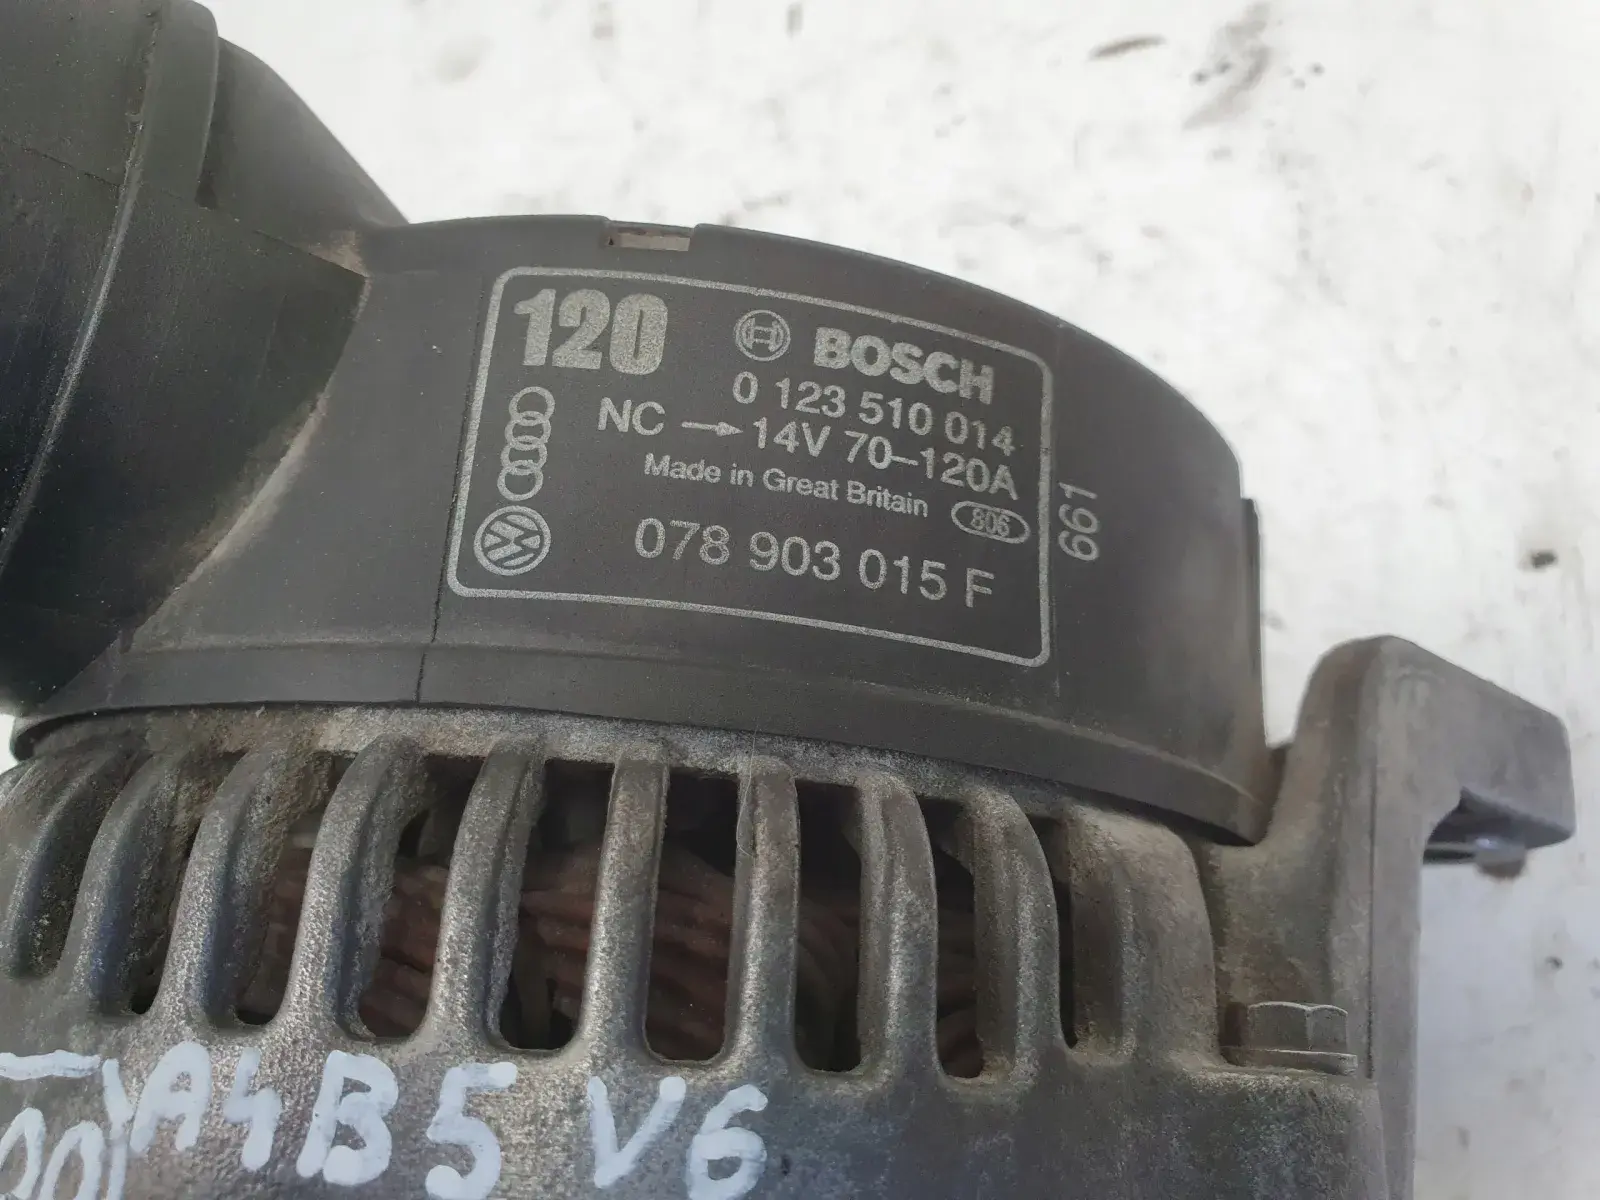 120
BOSCH
0 123 510 014
NC → 14V 70–120A
Made in Great Britain 806
078 903 015 F
661
A4B5 V6